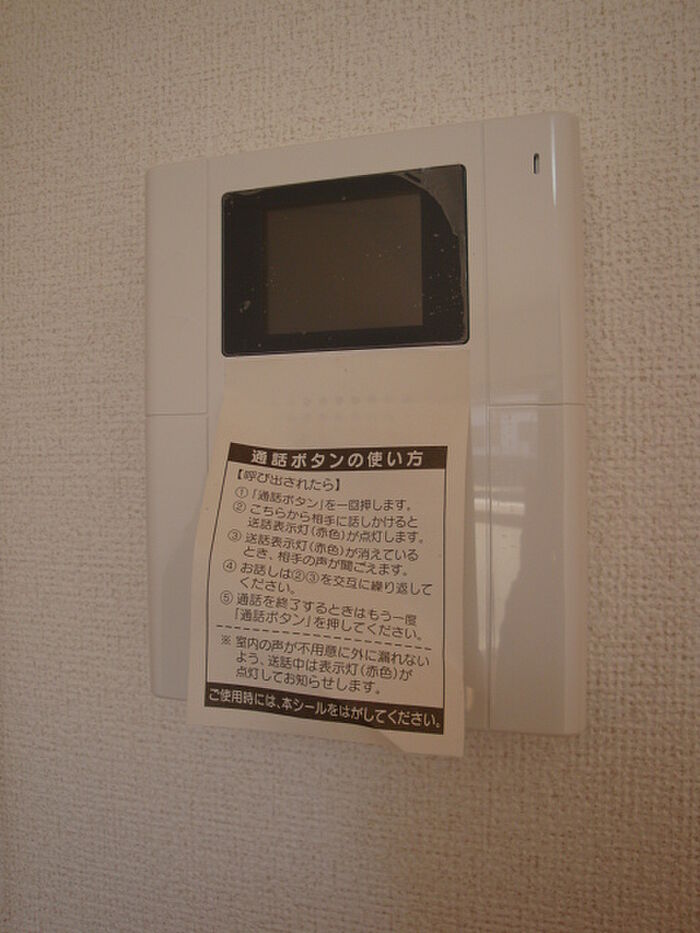 通話ボタンの使い方
【呼び出されたら】
①「通話ボタン」を一回押します。
② こちらから相手に話しかけると
送話表示灯(赤色)が点灯します。
③ 送話表示灯(赤色)が消えている
とき、相手の声が聞こえます。
④ お話しは②③を交互に繰り返して
ください。
⑤ 通話を終了するときはもう一度
「通話ボタン」を押してください。
※ 室内の声が不用意に外に漏れない
よう、送話中は表示灯(赤色)が
点灯してお知らせします。
ご使用時には、本シールをはがしてください。